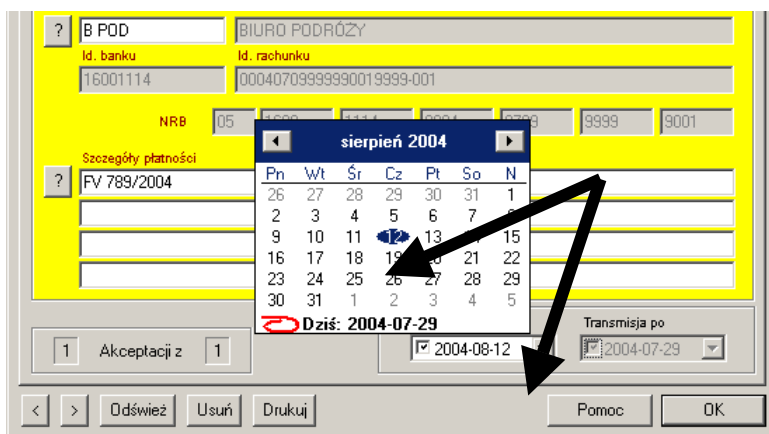 ? B POD BIURO PODRÓŻY
Id. banku Id. rachunku
16001114 00040709999990019999-001
NRB 05 9999 9001
sierpień 2004
Szczegóły płatności
? FV 789/2004
Pn Wt Śr Cz Pt So N
26 27 28 29 30 31 1
2 3 4 5 6 7
9 10 11 12 13 15
16 17 18 19 21 22
23 24 25 26 27 28 29
30 31 1 2 3 4 5
Dziś: 2004-07-29
Transmisja po
1 Akceptacji z 1 2004-08-12 2004-07-29
< > Odśwież Usuń Drukuj Pomoc OK